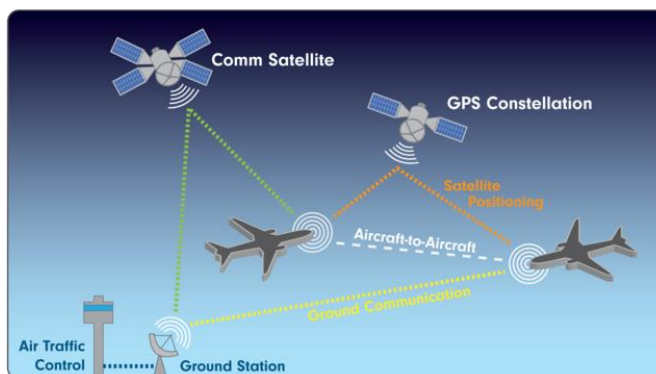 Comm Satellite
GPS Constellation
Satellite
Positioning
Aircraft-to-Aircraft
Ground Communication
Air Traffic
Control
Ground Station